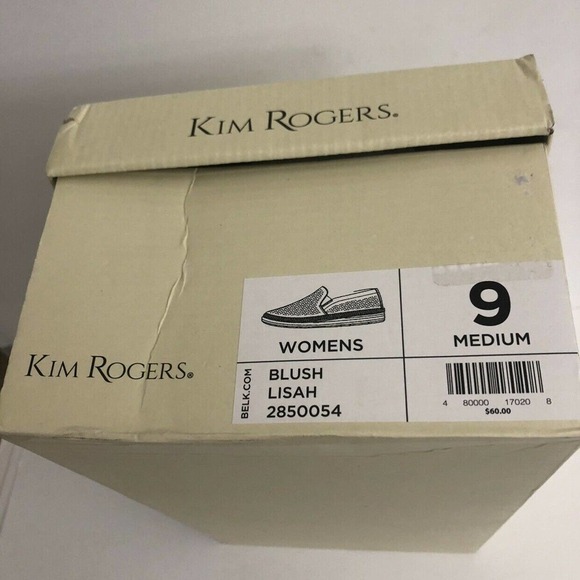 KIM ROGERS®
KIM ROGERS®
BELK.COM
WOMENS
BLUSH
LISAH
2850054
9
MEDIUM
4 80000 17020 8
$60.00